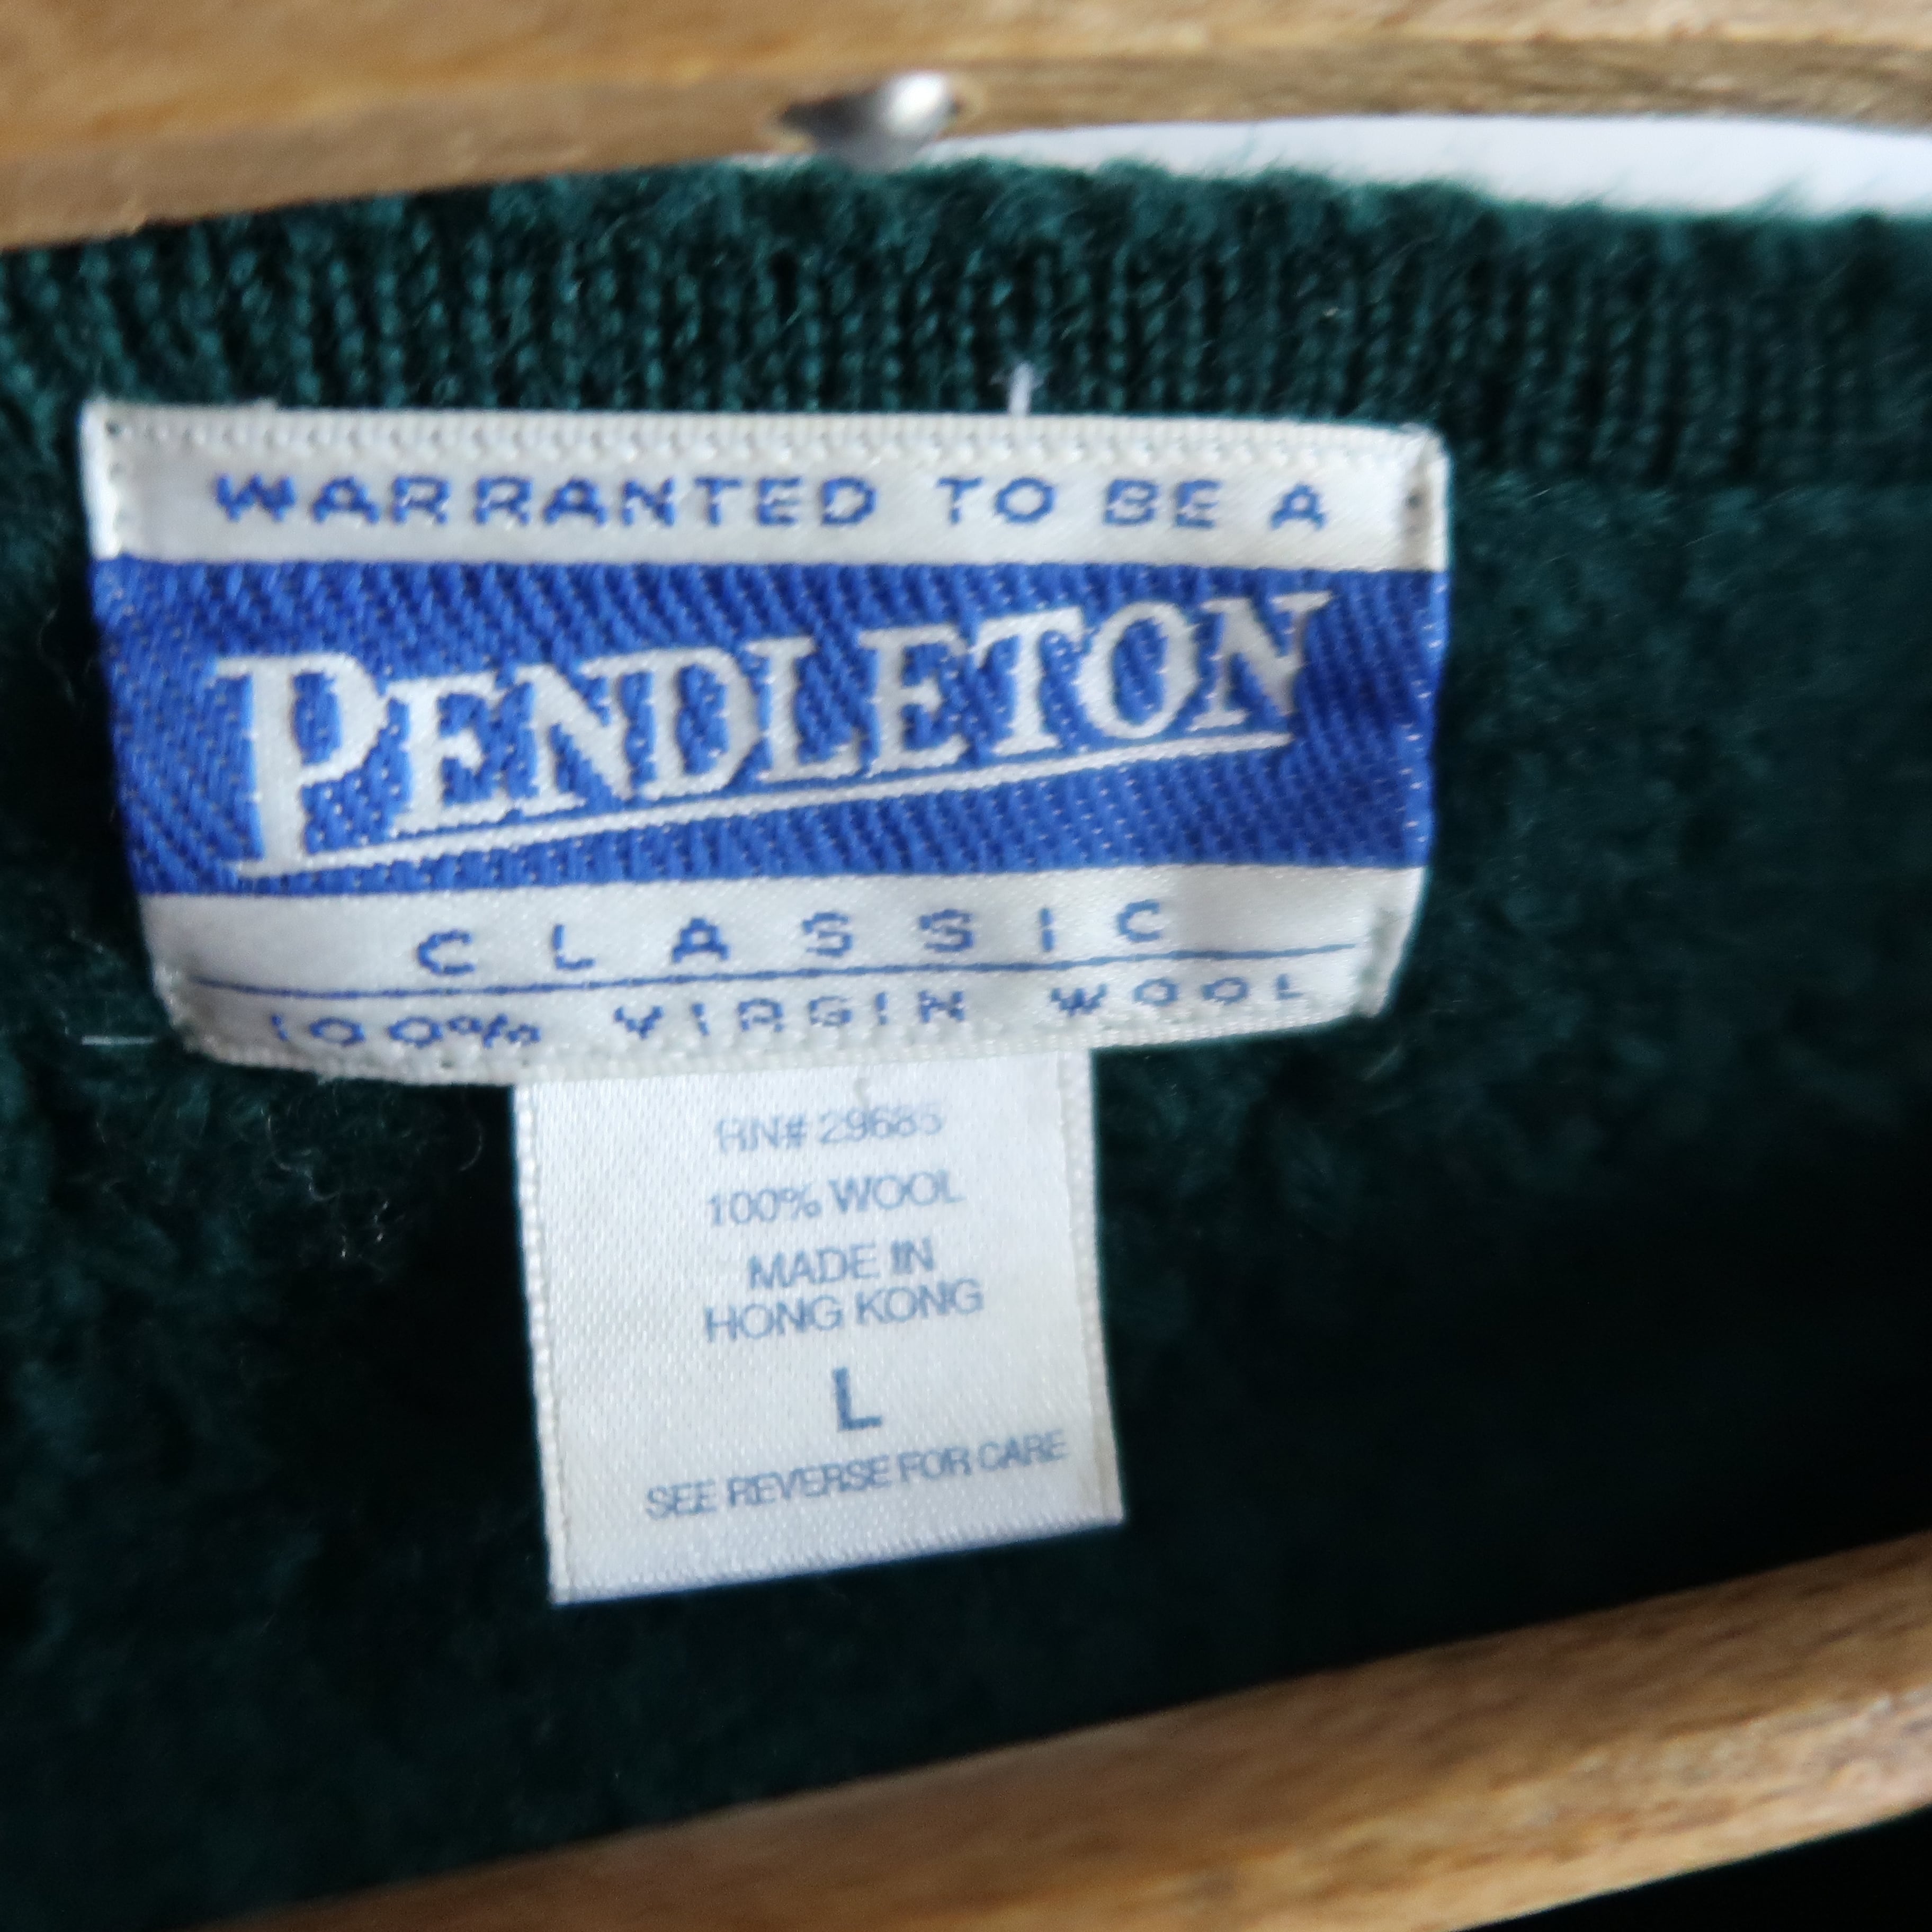 WARRANTED TO BE A
PENDLETON
CLASSIC
100% VIRGIN WOOL
RN# 29685
100% WOOL
MADE IN
HONG KONG
L
SEE REVERSE FOR CARE